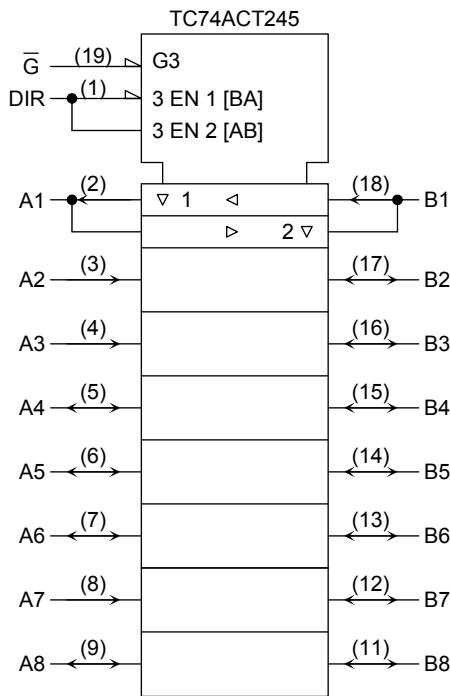 TC74ACT245
G̅ (19) G3
DIR (1) 3 EN 1 [BA]
3 EN 2 [AB]
A1 (2) ▽ 1 ◁ (18) B1
▷ 2 ▽
A2 (3) (17) B2
A3 (4) (16) B3
A4 (5) (15) B4
A5 (6) (14) B5
A6 (7) (13) B6
A7 (8) (12) B7
A8 (9) (11) B8